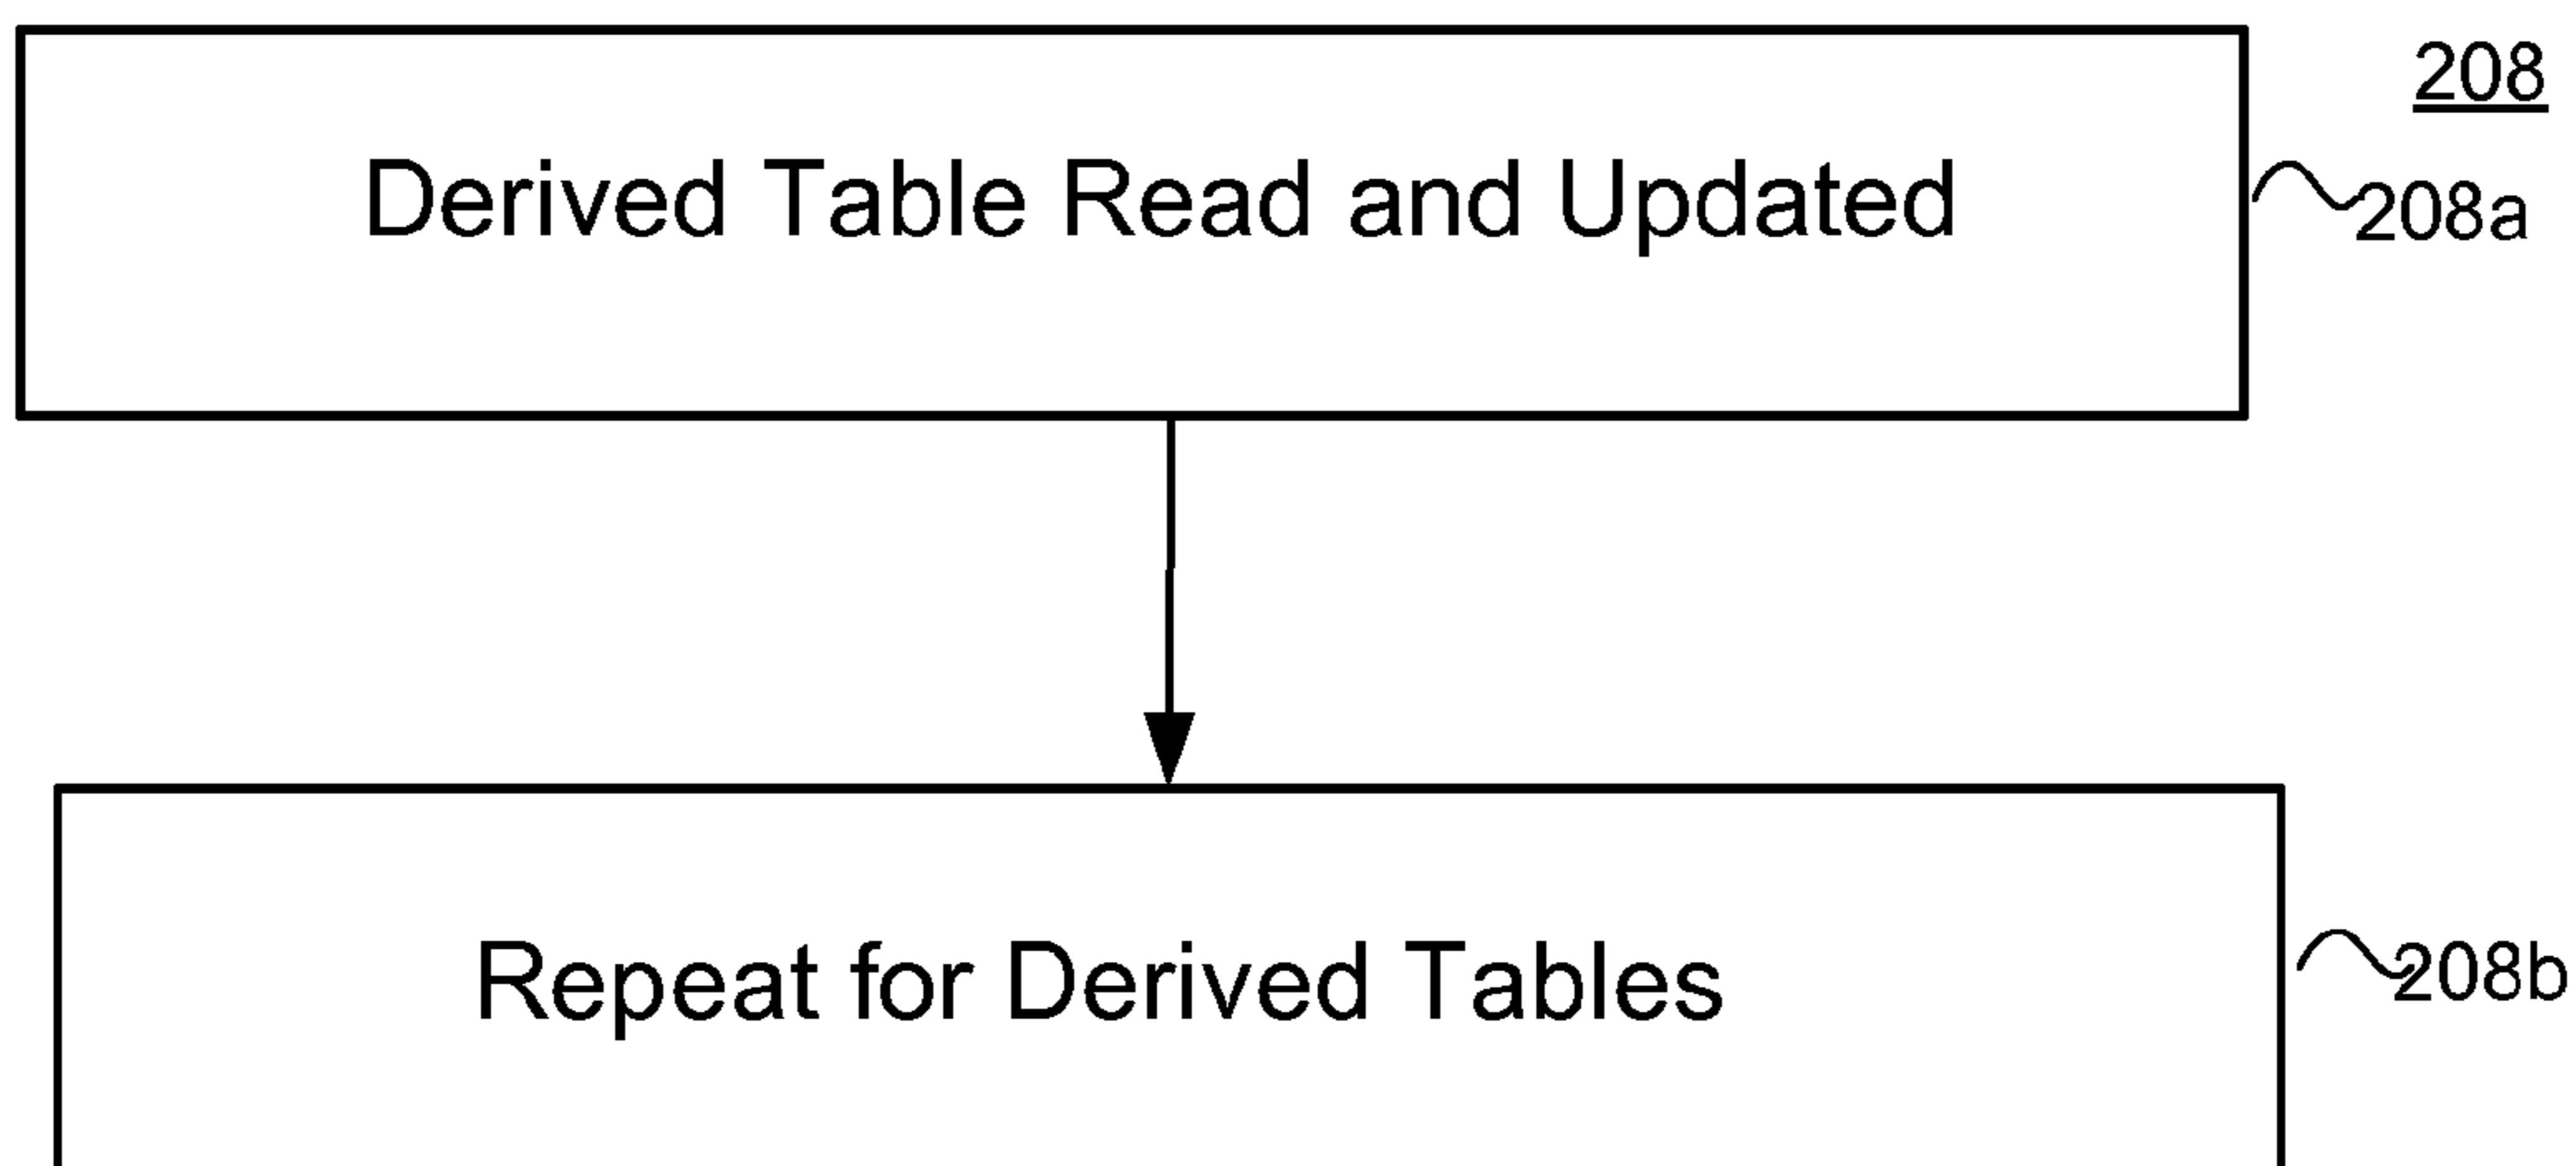 208
Derived Table Read and Updated
208a
Repeat for Derived Tables
208b